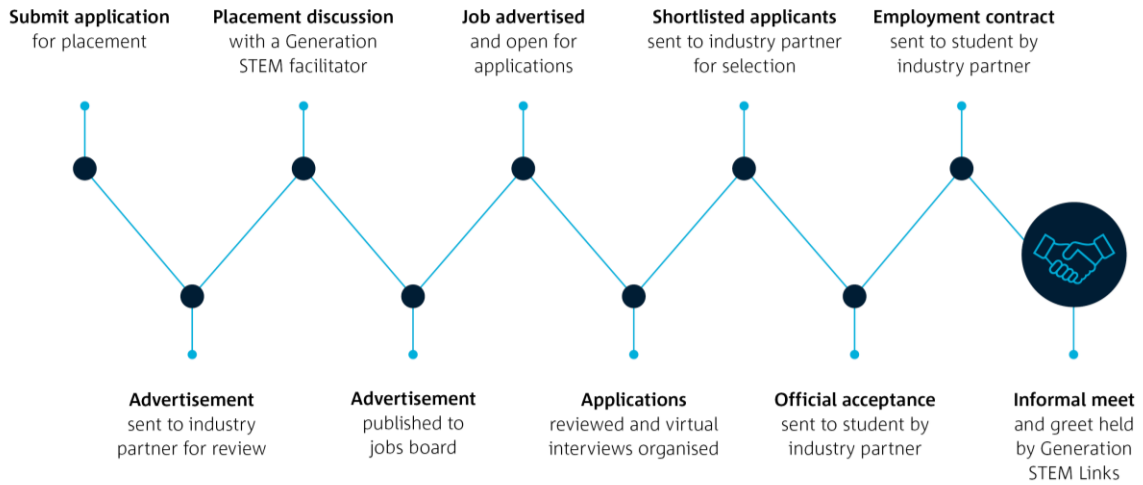 Submit application
for placement
Advertisement
sent to industry
partner for review
Placement discussion
with a Generation
STEM facilitator
Advertisement
published to
jobs board
Job advertised
and open for
applications
Applications
reviewed and virtual
interviews organised
Shortlisted applicants
sent to industry partner
for selection
Official acceptance
sent to student by
industry partner
Employment contract
sent to student by
industry partner
Informal meet
and greet held
by Generation
STEM Links